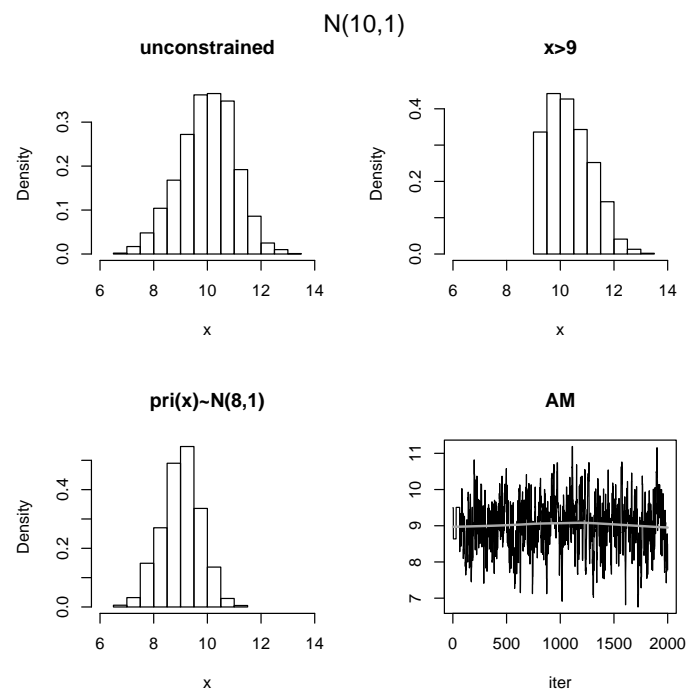 N(10,1)
unconstrained
x>9
Density
0.0 0.1 0.2 0.3
6 8 10 12 14
x
Density
0.0 0.2 0.4
6 8 10 12 14
x
pri(x)~N(8,1)
AM
Density
0.0 0.2 0.4
6 8 10 12 14
x
7 8 9 10 11
0 500 1000 1500 2000
iter